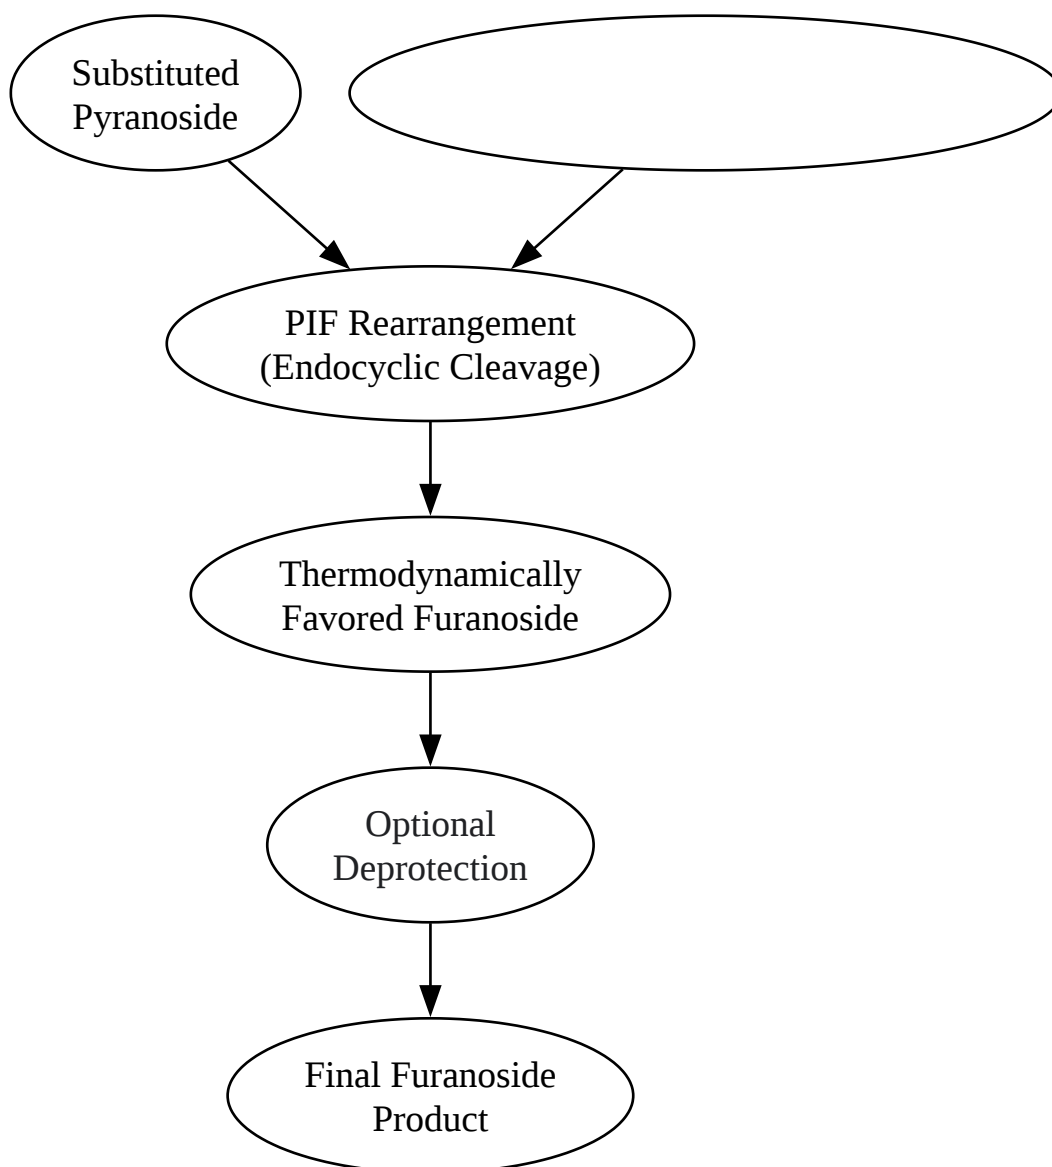 Substituted
Pyranoside
PIF Rearrangement
(Endocyclic Cleavage)
Thermodynamically
Favored Furanoside
Optional
Deprotection
Final Furanoside
Product